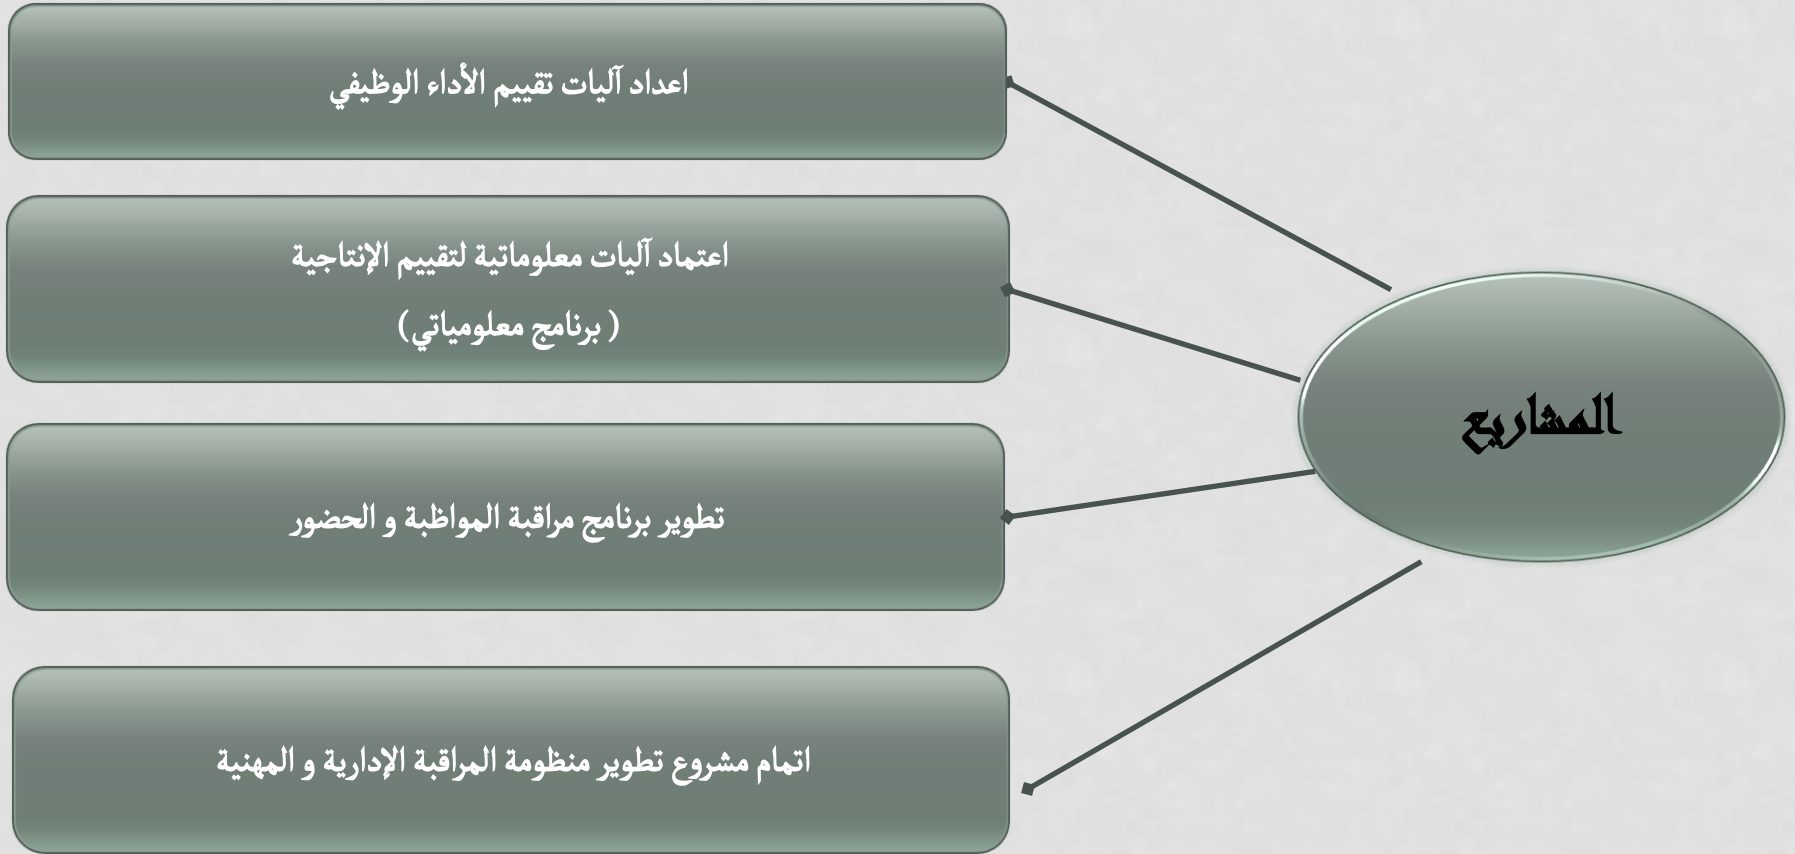 المشاريع
اعداد آليات تقييم الأداء الوظيفي
اعتماد آليات معلوماتية لتقييم الإنتاجية
( برنامج معلومياتي)
تطوير برنامج مراقبة المواظبة و الحضور
اتمام مشروع تطوير منظومة المراقبة الإدارية و المهنية